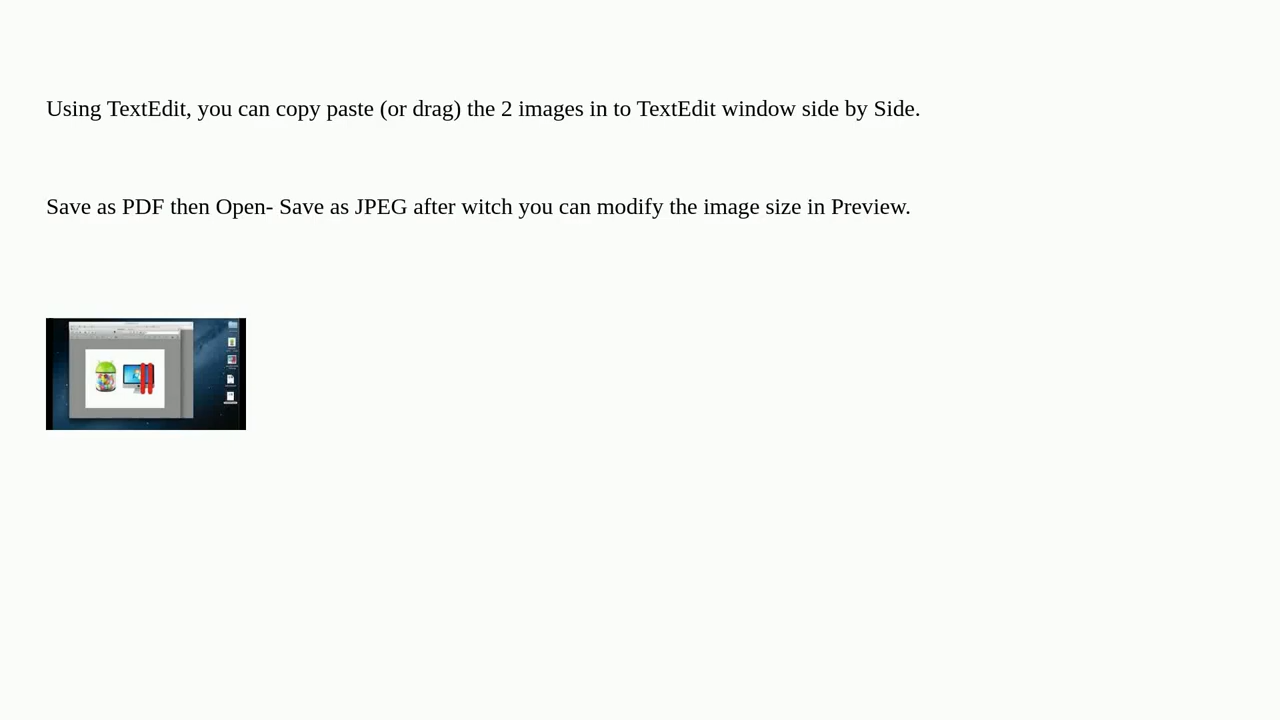 Using TextEdit, you can copy paste (or drag) the 2 images in to TextEdit window side by Side.
Save as PDF then Open- Save as JPEG after witch you can modify the image size in Preview.